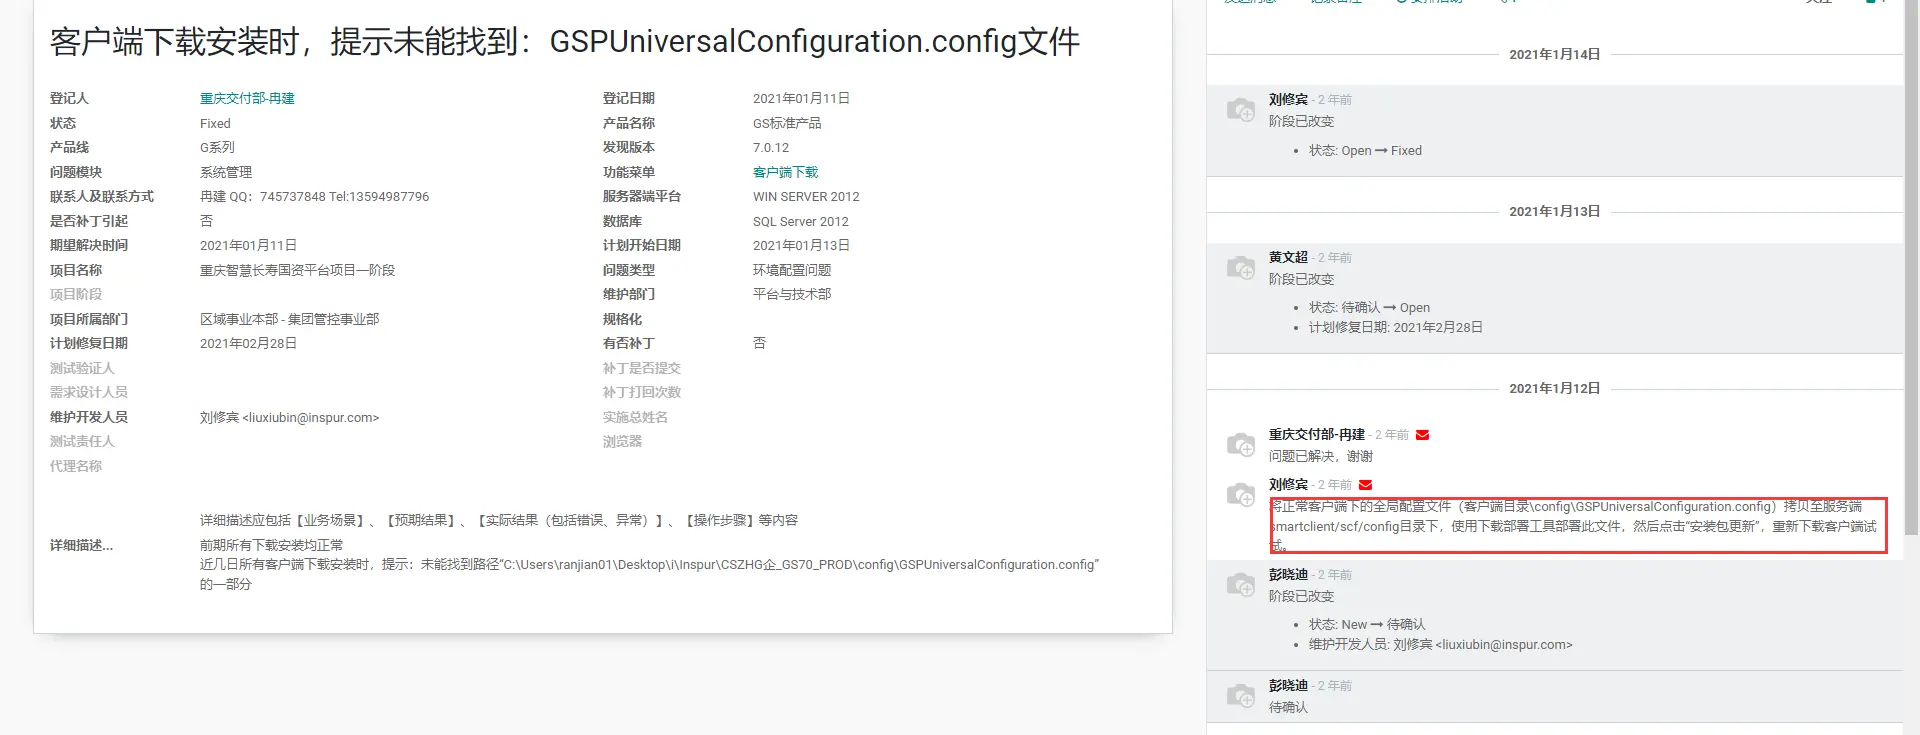 客户端下载安装时，提示未能找到：GSPUniversalConfiguration.config文件
登记人 重庆交付部-冉建 登记日期 2021年01月11日
状态 Fixed 产品名称 GS标准产品
产品线 G系列 发现版本 7.0.12
问题模块 系统管理 功能菜单 客户端下载
联系人及联系方式 冉建 QQ：745737848 Tel:13594987796 服务器端平台 WIN SERVER 2012
是否补丁引起 否 数据库 SQL Server 2012
期望解决时间 2021年01月11日 计划开始日期 2021年01月13日
项目名称 重庆智慧长寿国资平台项目一阶段 问题类型 环境配置问题
项目阶段 维护部门 平台与技术部
项目所属部门 区域事业本部 - 集团管控事业部 规格化
计划修复日期 2021年02月28日 有否补丁 否
测试验证人 补丁是否提交
需求设计人员 补丁打回次数
维护开发人员 刘修宾 <liuxiubin@inspur.com> 实施总姓名
测试责任人 浏览器
代理名称
详细描述应包括【业务场景】、【预期结果】、【实际结果（包括错误、异常）】、【操作步骤】等内容
详细描述... 前期所有下载安装均正常
近几日所有客户端下载安装时，提示：未能找到路径“C:\Users\ranjian01\Desktop\i\Inspur\CSZHG企_GS70_PROD\config\GSPUniversalConfiguration.config”
的一部分
2021年1月14日
刘修宾 - 2 年前
阶段已改变
• 状态: Open ➞ Fixed
2021年1月13日
黄文超 - 2 年前
阶段已改变
• 状态: 待确认 ➞ Open
• 计划修复日期: 2021年2月28日
2021年1月12日
重庆交付部-冉建 - 2 年前
问题已解决，谢谢
刘修宾 - 2 年前
将正常客户端下的全局配置文件（客户端目录\config\GSPUniversalConfiguration.config）拷贝至服务端
smartclient/scf/config目录下，使用下载部署工具部署此文件，然后点击“安装包更新”，重新下载客户端试
试。
彭晓迪 - 2 年前
阶段已改变
• 状态: New ➞ 待确认
• 维护开发人员: 刘修宾 <liuxiubin@inspur.com>
彭晓迪 - 2 年前
待确认